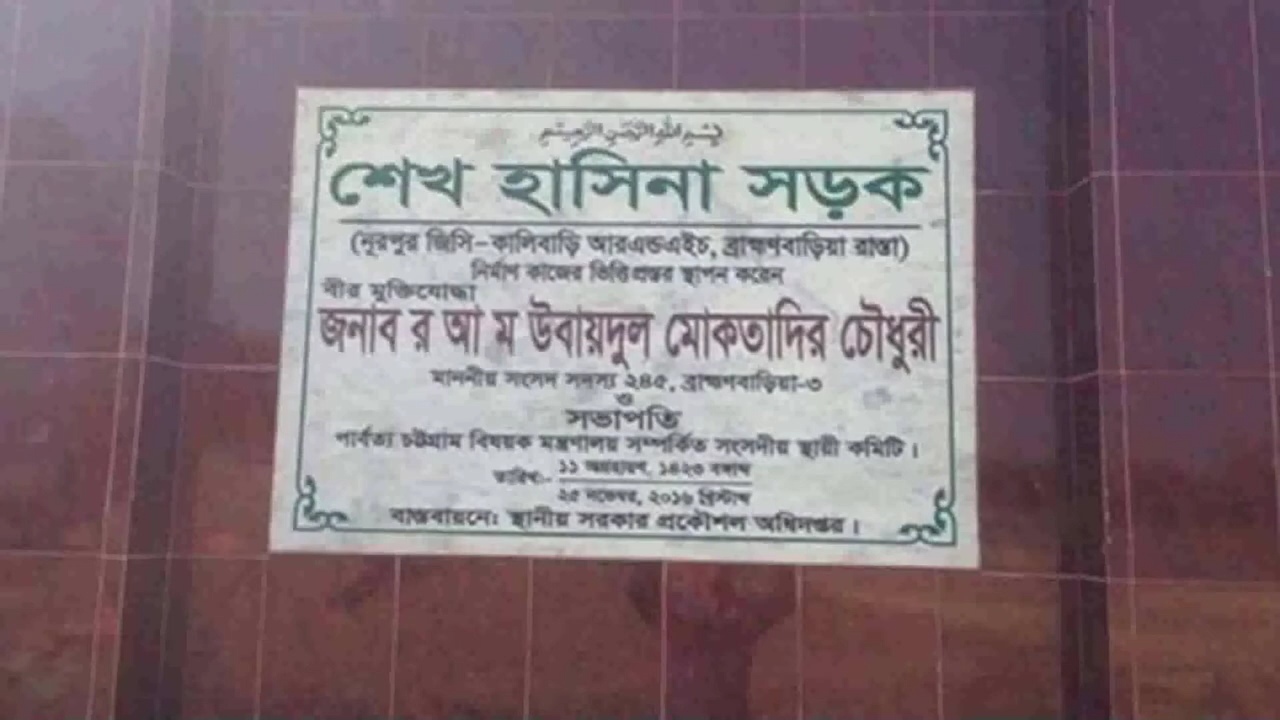 بسم الله الرحمن الرحيم
শেখ হাসিনা সড়ক
(নূরপুর জিসি-কালিবাড়ি আরএন্ডএইচ, ব্রাহ্মণবাড়িয়া রাস্তা)
নির্মাণ কাজের ভিত্তিপ্রস্তর স্থাপন করেন
বীর মুক্তিযোদ্ধা
জনাব র আ ম উবায়দুল মোকতাদির চৌধুরী
মাননীয় সংসদ সদস্য ২৪৫, ব্রাহ্মণবাড়িয়া-৩
ও
সভাপতি
পার্বত্য চট্টগ্রাম বিষয়ক মন্ত্রণালয় সম্পর্কিত সংসদীয় স্থায়ী কমিটি।
তারিখ:- ১১ অগ্রহায়ণ, ১৪২৩ বঙ্গাব্দ
২৫ নভেম্বর, ২০১৬ খ্রিস্টাব্দ
বাস্তবায়নে: স্থানীয় সরকার প্রকৌশল অধিদপ্তর।